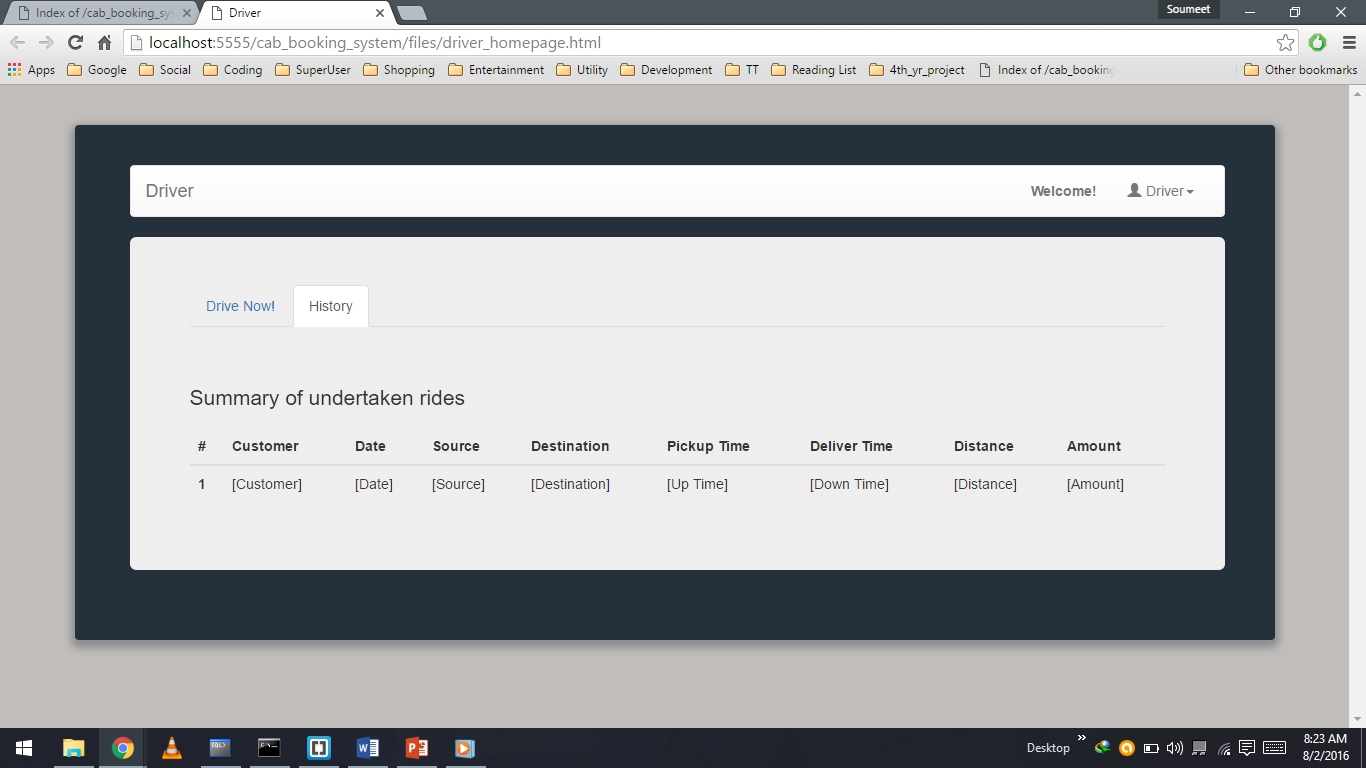 Soumeet
Index of /cab_booking_sys Driver
localhost:5555/cab_booking_system/files/driver_homepage.html
Apps Google Social Coding SuperUser Shopping Entertainment Utility Development TT Reading List 4th_yr_project Index of /cab_booking Other bookmarks
Driver Welcome! Driver
Drive Now! History
Summary of undertaken rides
# Customer Date Source Destination Pickup Time Deliver Time Distance Amount
1 [Customer] [Date] [Source] [Destination] [Up Time] [Down Time] [Distance] [Amount]
Desktop 8:23 AM
8/2/2016